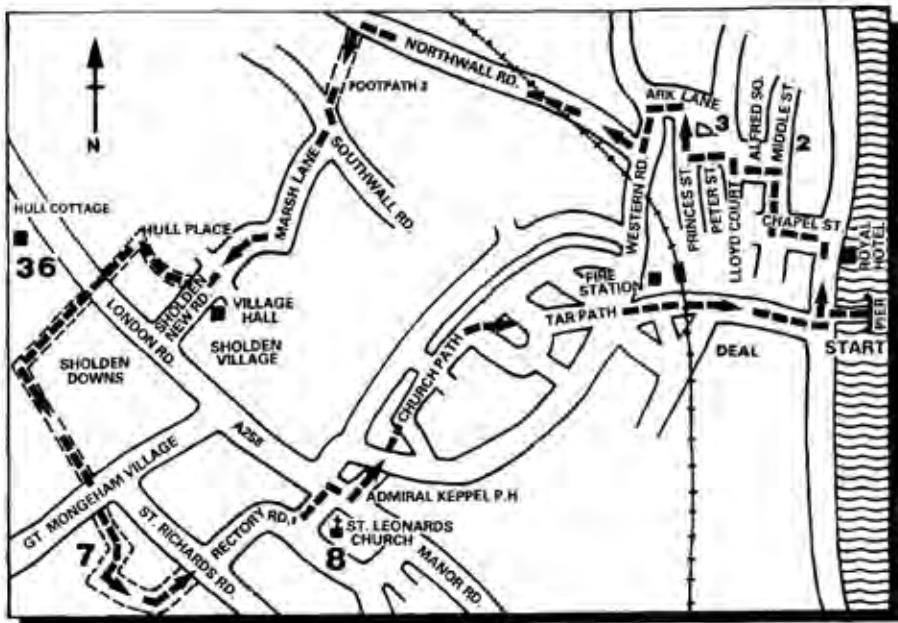 NORTHWALL RD.
FOOTPATH 3
N
ARK LANE
ALFRED SQ.
MIDDLE ST.
3
2
SOUTHWALL RD.
MARSH LANE
WESTERN RD.
PRINCES ST.
PETER ST.
LLOYD COURT
CHAPEL ST.
ROYAL HOTEL
PIER
HULL COTTAGE
36
HULL PLACE
SHOLDEN NEW RD.
VILLAGE HALL
SHOLDEN VILLAGE
LONDON RD.
SHOLDEN DOWNS
FIRE STATION
TAR PATH
DEAL
START
CHURCH PATH
A258
GT. MONGEHAM VILLAGE
ADMIRAL KEPPEL P.H.
RECTORY RD.
ST. LEONARDS CHURCH
8
MANOR RD.
ST. RICHARDS RD.
7